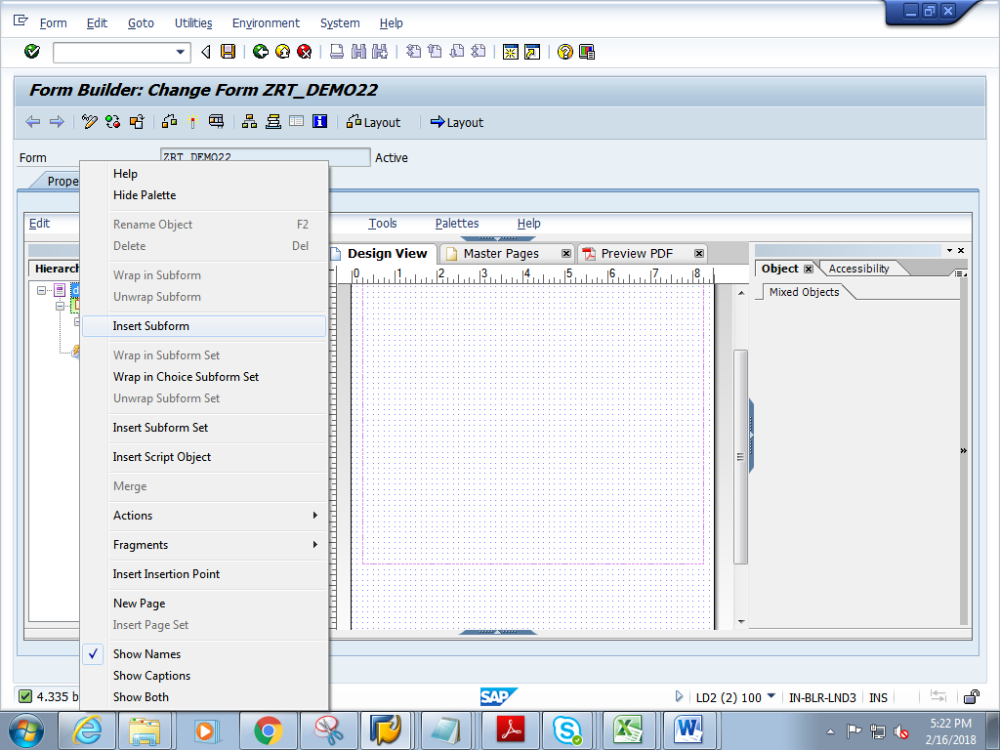 Form Edit Goto Utilities Environment System Help
Form Builder: Change Form ZRT_DEMO22
Layout Layout
Form ZRT_DEMO22 Active
Prope
Edit Tools Palettes Help
Hierarch
Design View Master Pages Preview PDF
0 1 2 3 4 5 6 7 8
Object Accessibility
Mixed Objects
Help
Hide Palette
Rename Object F2
Delete Del
Wrap in Subform
Unwrap Subform
Insert Subform
Wrap in Subform Set
Wrap in Choice Subform Set
Unwrap Subform Set
Insert Subform Set
Insert Script Object
Merge
Actions
Fragments
Insert Insertion Point
New Page
Insert Page Set
Show Names
Show Captions
Show Both
4.335 b
SAP
LD2 (2) 100 IN-BLR-LND3 INS
5:22 PM
2/16/2018